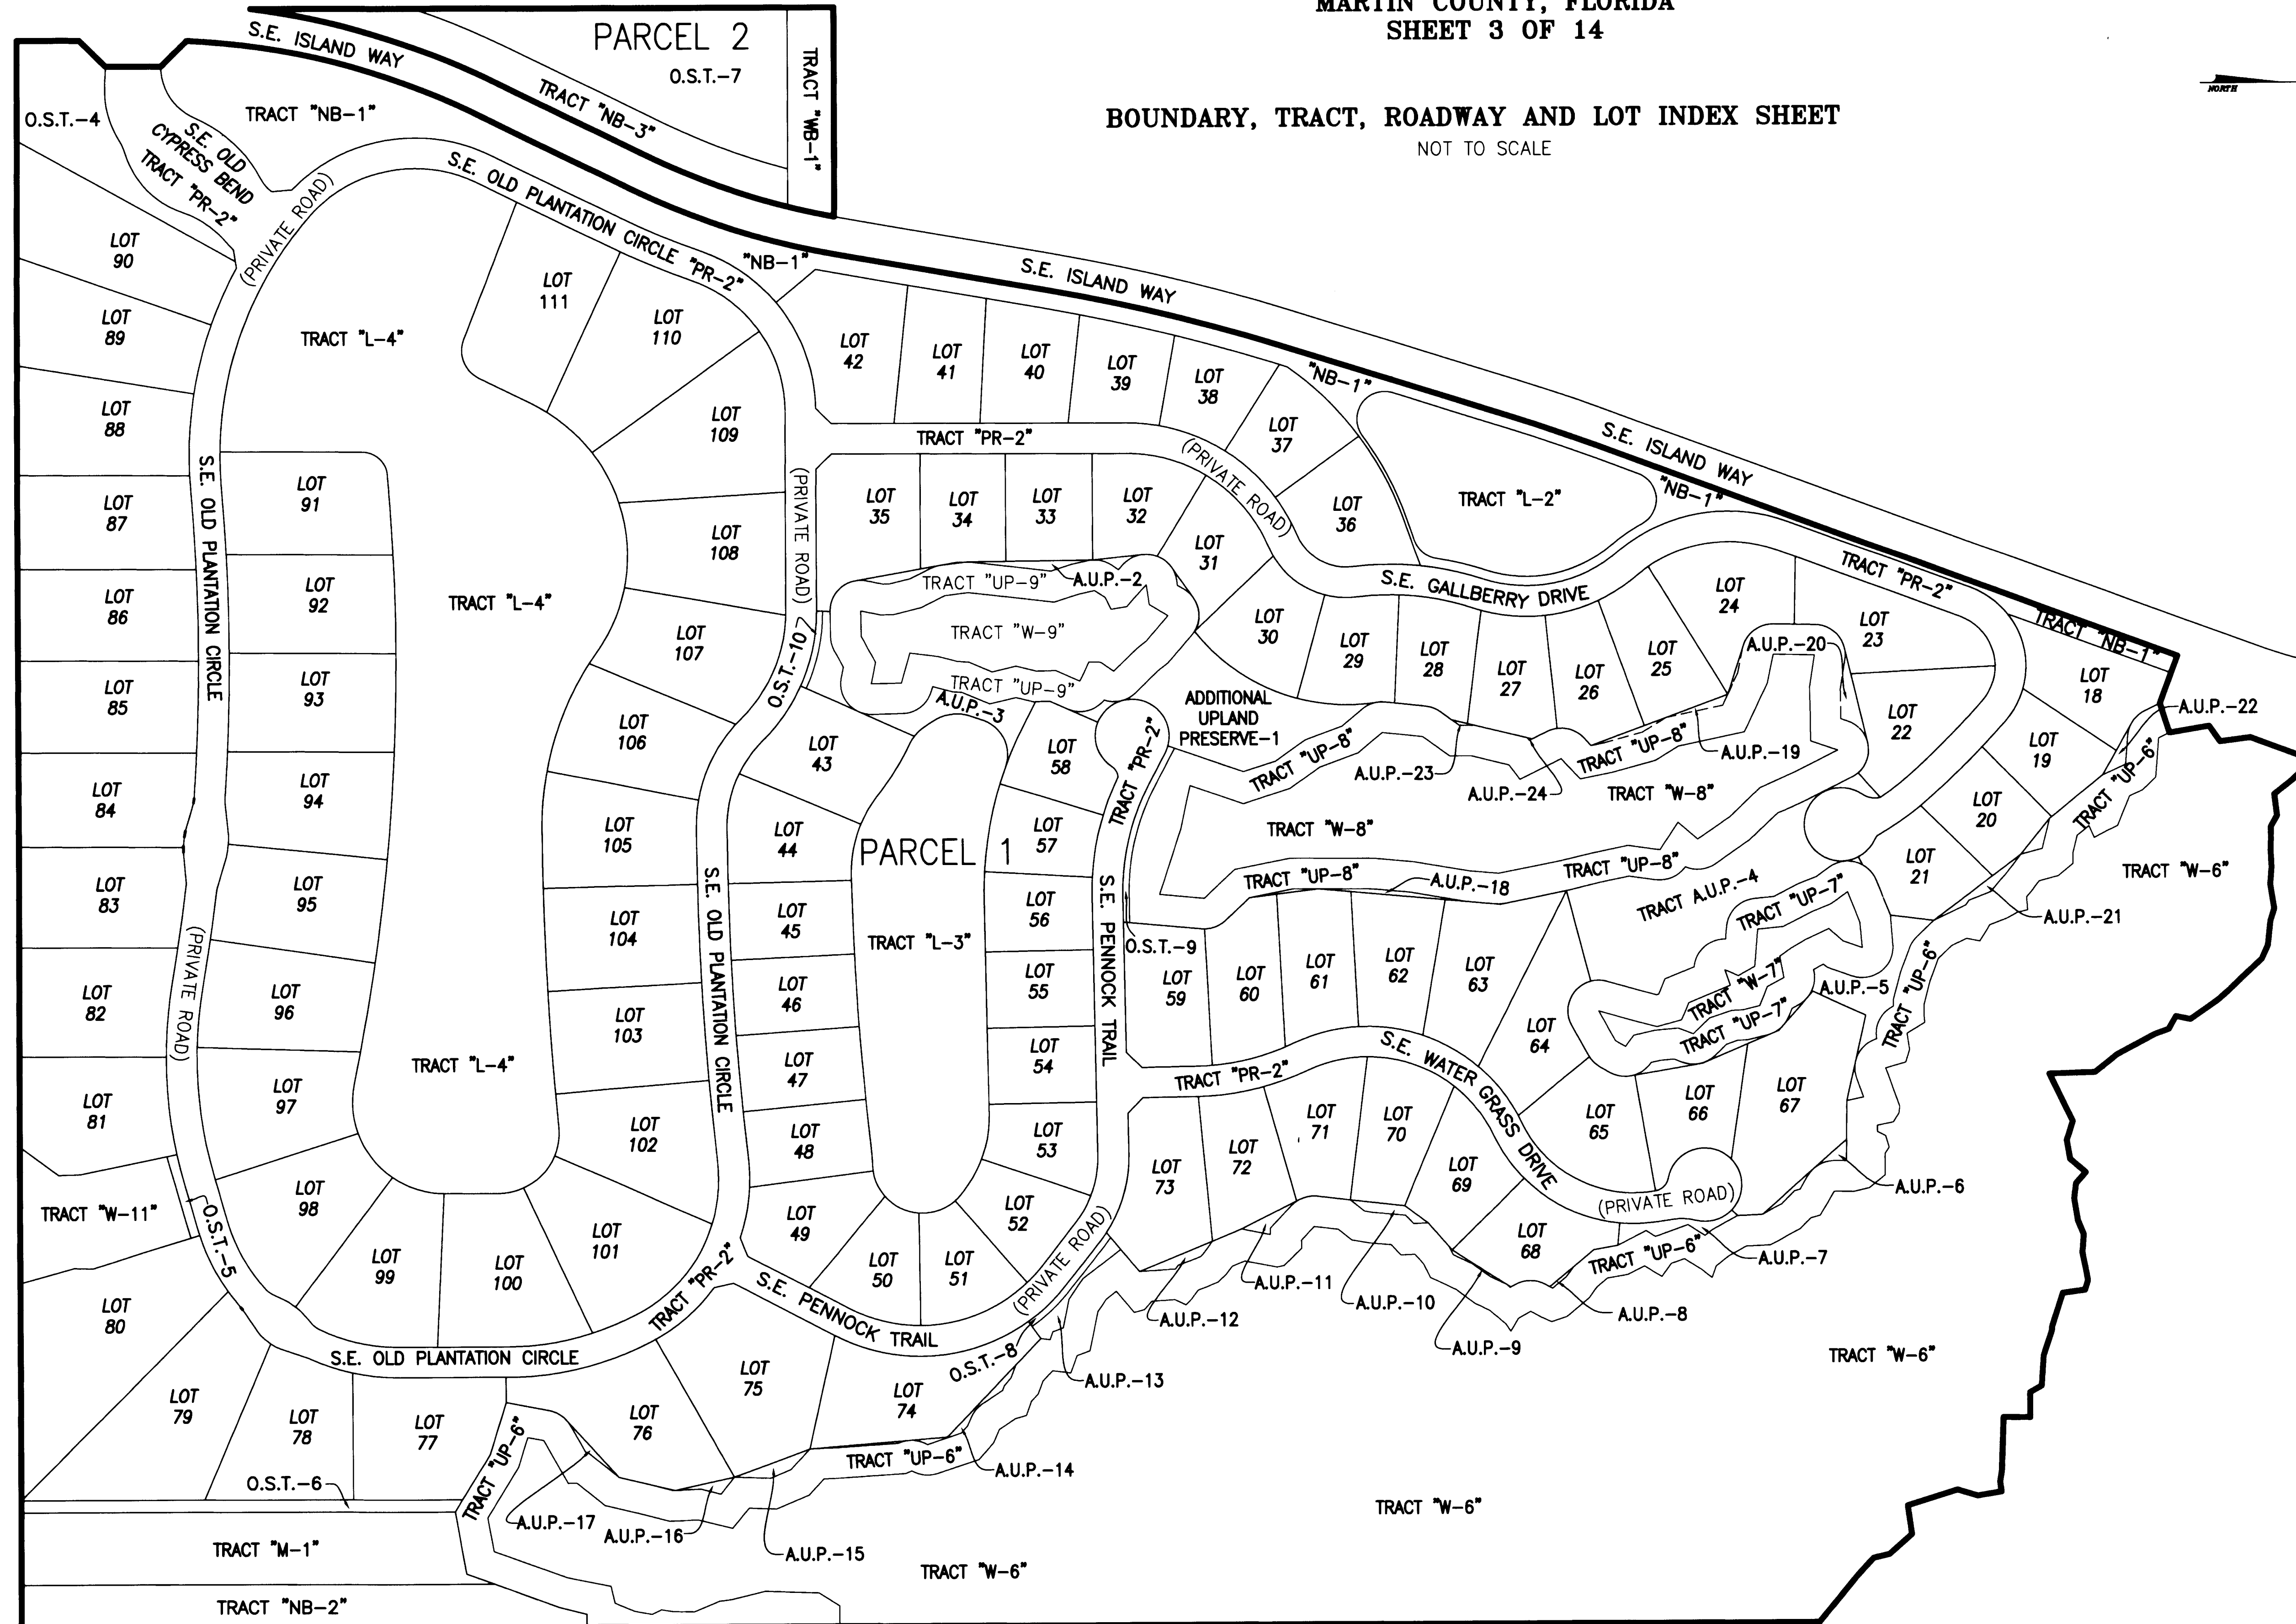 MARTIN COUNTY, FLORIDA
SHEET 3 OF 14
BOUNDARY, TRACT, ROADWAY AND LOT INDEX SHEET
NOT TO SCALE
NORTH
PARCEL 2
O.S.T.-7
TRACT "WB-1"
TRACT "NB-3"
S.E. ISLAND WAY
TRACT "NB-1"
O.S.T.-4
S.E. OLD
CYPRESS BEND
TRACT "PR-2"
(PRIVATE ROAD)
S.E. OLD PLANTATION CIRCLE "PR-2"
"NB-1"
S.E. ISLAND WAY
LOT
90
LOT
89
LOT
88
LOT
87
LOT
86
LOT
85
LOT
84
LOT
83
LOT
82
LOT
81
TRACT "W-11"
O.S.T.-5
LOT
80
LOT
79
LOT
78
LOT
77
O.S.T.-6
TRACT "M-1"
TRACT "NB-2"
S.E. OLD PLANTATION CIRCLE
(PRIVATE ROAD)
TRACT "L-4"
LOT
111
LOT
110
LOT
109
LOT
108
LOT
107
LOT
106
LOT
105
LOT
104
LOT
103
LOT
102
LOT
101
LOT
100
LOT
99
LOT
98
LOT
97
LOT
96
LOT
95
LOT
94
LOT
93
LOT
92
LOT
91
TRACT "L-4"
TRACT "L-4"
S.E. OLD PLANTATION CIRCLE
TRACT "PR-2"
S.E. OLD PLANTATION CIRCLE
(PRIVATE ROAD)
O.S.T.-10
LOT
42
LOT
41
LOT
40
LOT
39
LOT
38
LOT
37
LOT
36
"NB-1"
TRACT "L-2"
"NB-1"
S.E. ISLAND WAY
TRACT "PR-2"
(PRIVATE ROAD)
S.E. GALLBERRY DRIVE
TRACT "PR-2"
TRACT "NB-1"
LOT
35
LOT
34
LOT
33
LOT
32
LOT
31
LOT
30
LOT
29
LOT
28
LOT
27
LOT
26
LOT
25
LOT
24
LOT
23
LOT
22
LOT
18
LOT
19
LOT
20
LOT
21
A.U.P.-22
TRACT "UP-6"
TRACT "W-6"
A.U.P.-21
TRACT "UP-9"
A.U.P.-2
TRACT "W-9"
TRACT "UP-9"
A.U.P.-3
ADDITIONAL
UPLAND
PRESERVE-1
A.U.P.-20
A.U.P.-19
TRACT "UP-8"
TRACT "UP-8"
A.U.P.-23
A.U.P.-24
TRACT "W-8"
TRACT "W-8"
TRACT "UP-8"
TRACT "UP-8"
A.U.P.-18
TRACT A.U.P.-4
TRACT "UP-7"
TRACT "W-7"
TRACT "UP-7"
A.U.P.-5
TRACT "UP-6"
PARCEL 1
TRACT "L-3"
LOT
43
LOT
44
LOT
45
LOT
46
LOT
47
LOT
48
LOT
49
LOT
50
LOT
51
LOT
52
LOT
53
LOT
54
LOT
55
LOT
56
LOT
57
LOT
58
TRACT "PR-2"
S.E. PENNOCK TRAIL
O.S.T.-9
LOT
59
LOT
60
LOT
61
LOT
62
LOT
63
LOT
64
LOT
65
LOT
66
LOT
67
TRACT "PR-2"
S.E. WATER GRASS DRIVE
(PRIVATE ROAD)
LOT
73
LOT
72
LOT
71
LOT
70
LOT
69
LOT
68
A.U.P.-6
A.U.P.-7
TRACT "UP-6"
A.U.P.-8
A.U.P.-9
A.U.P.-10
A.U.P.-11
A.U.P.-12
A.U.P.-13
(PRIVATE ROAD)
S.E. PENNOCK TRAIL
O.S.T.-8
LOT
74
LOT
75
LOT
76
TRACT "UP-6"
A.U.P.-14
A.U.P.-15
A.U.P.-16
A.U.P.-17
TRACT "UP-6"
TRACT "W-6"
TRACT "W-6"
TRACT "W-6"